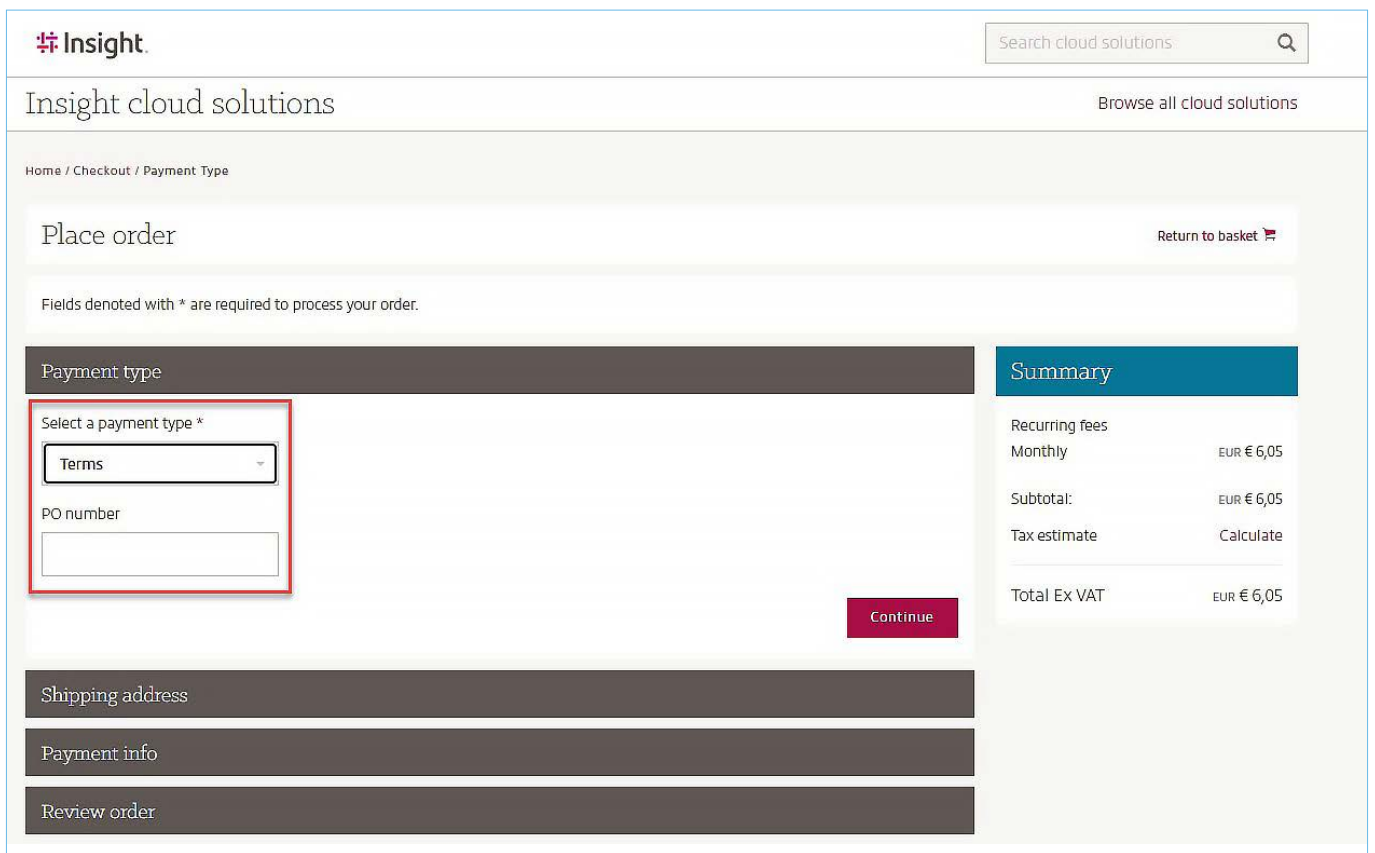 Insight.
Search cloud solutions
Insight cloud solutions
Browse all cloud solutions
Home / Checkout / Payment Type
Place order
Return to basket
Fields denoted with * are required to process your order.
Payment type
Select a payment type *
Terms
PO number
Continue
Shipping address
Payment info
Review order
Summary
Recurring fees
Monthly EUR € 6,05
Subtotal: EUR € 6,05
Tax estimate Calculate
Total Ex VAT EUR € 6,05